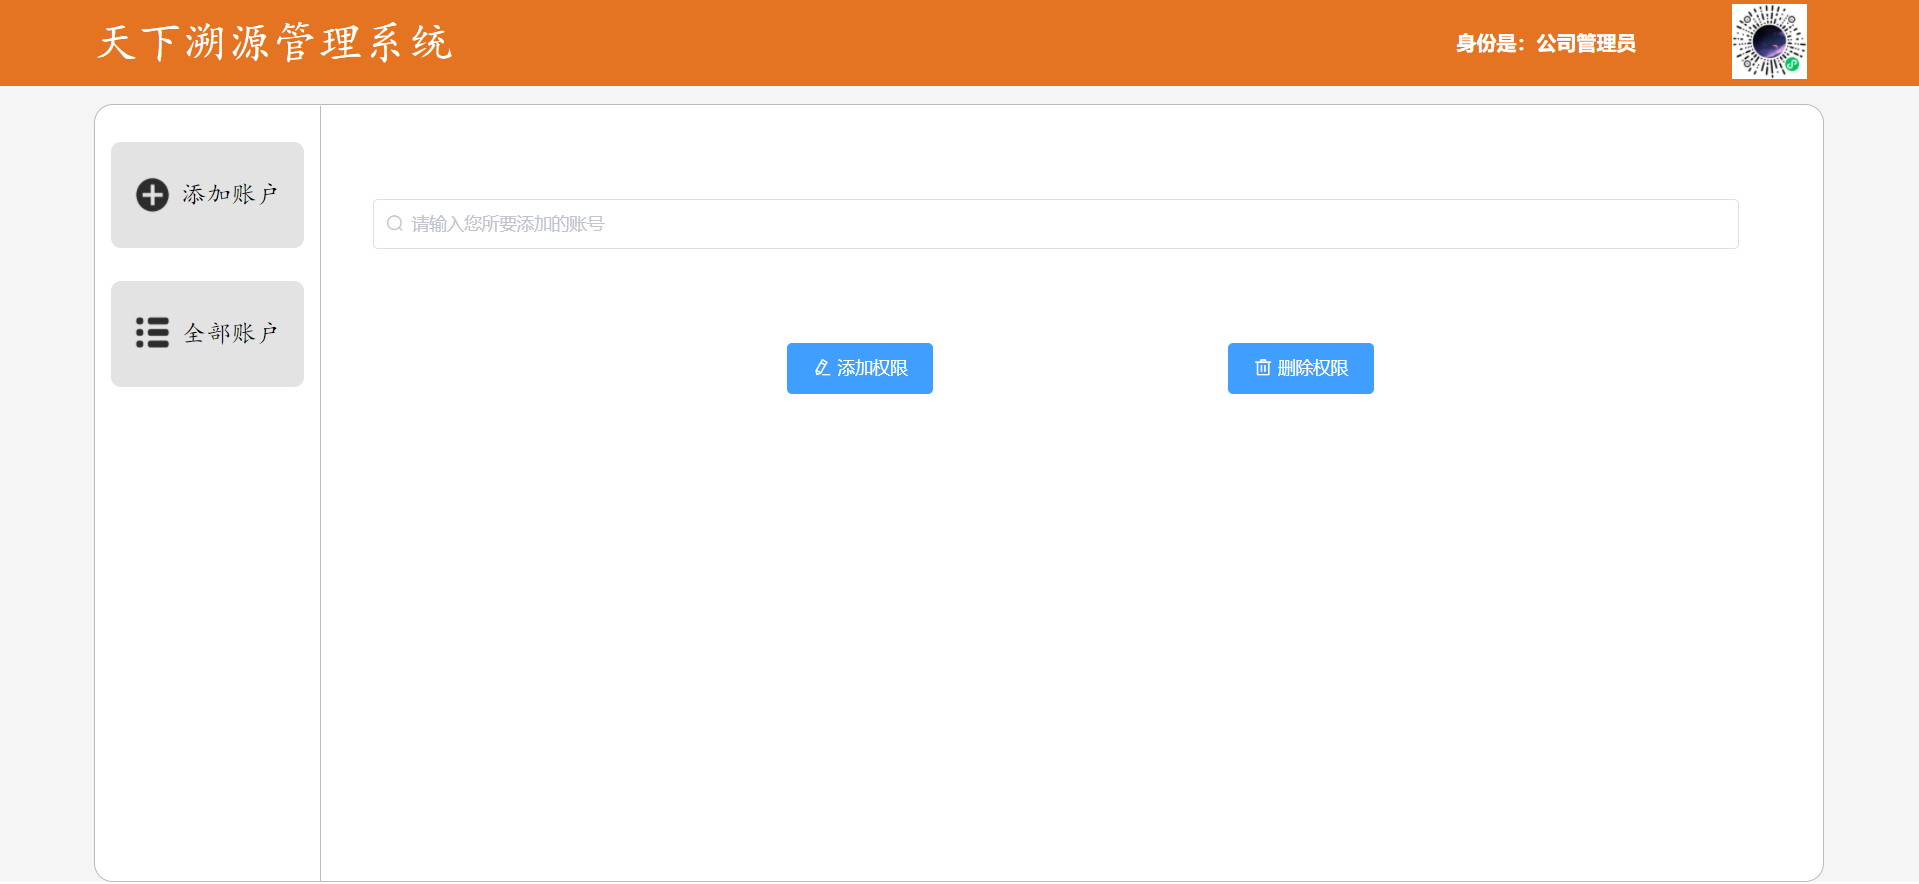 天下溯源管理系统
身份是：公司管理员
添加账户
全部账户
请输入您所要添加的账号
添加权限
删除权限